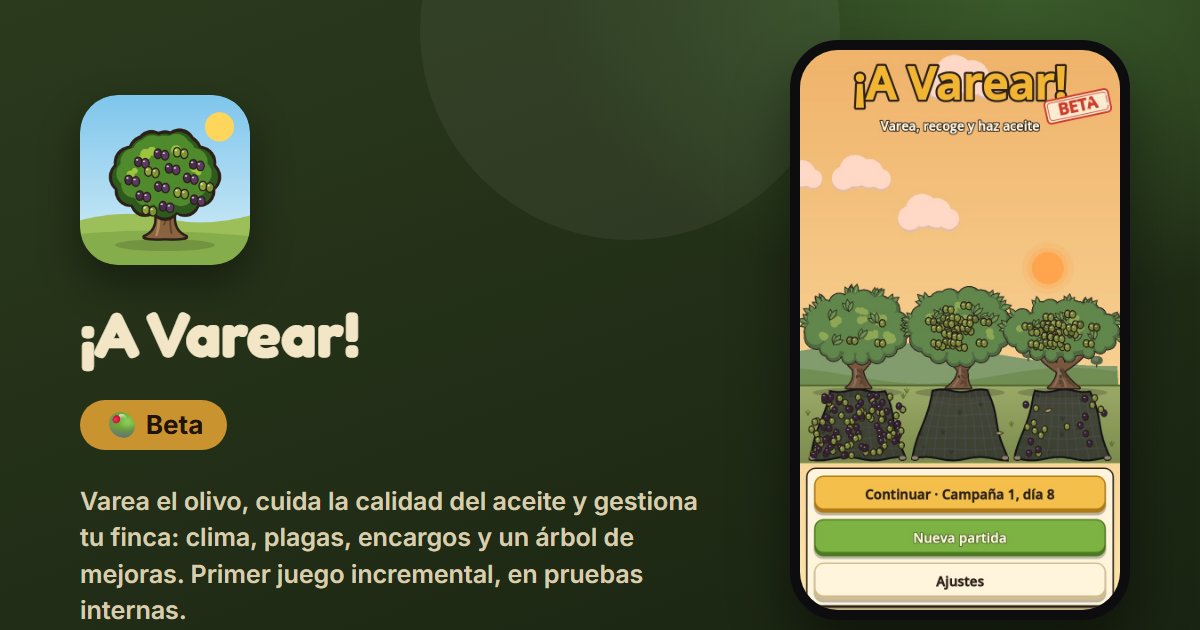 ¡A Varear!
Beta
Varea el olivo, cuida la calidad del aceite y gestiona
tu finca: clima, plagas, encargos y un árbol de
mejoras. Primer juego incremental, en pruebas
internas.
¡A Varear!
BETA
Varea, recoge y haz aceite
Continuar · Campaña 1, día 8
Nueva partida
Ajustes